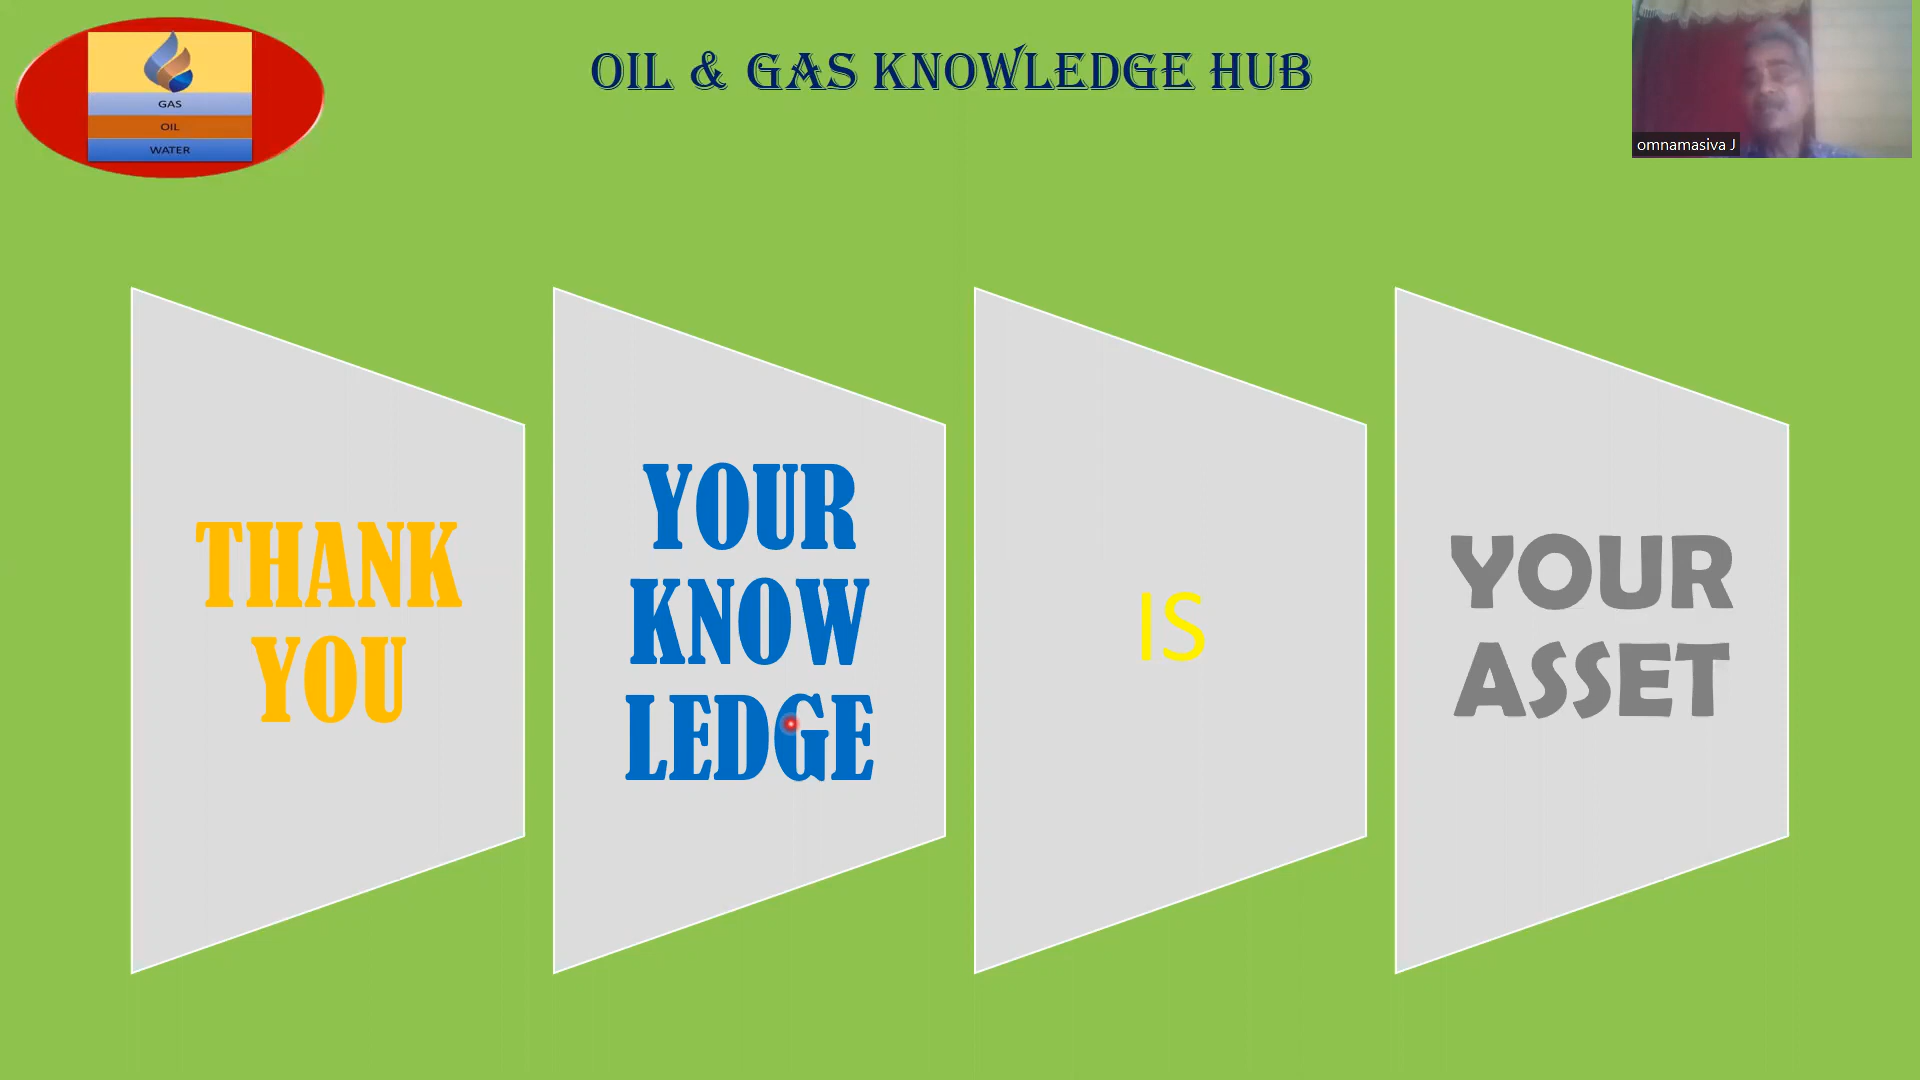 OIL & GAS KNOWLEDGE HUB
GAS
OIL
WATER
omnamasiva J
THANK
YOU
YOUR
KNOW
LEDGE
IS
YOUR
ASSET